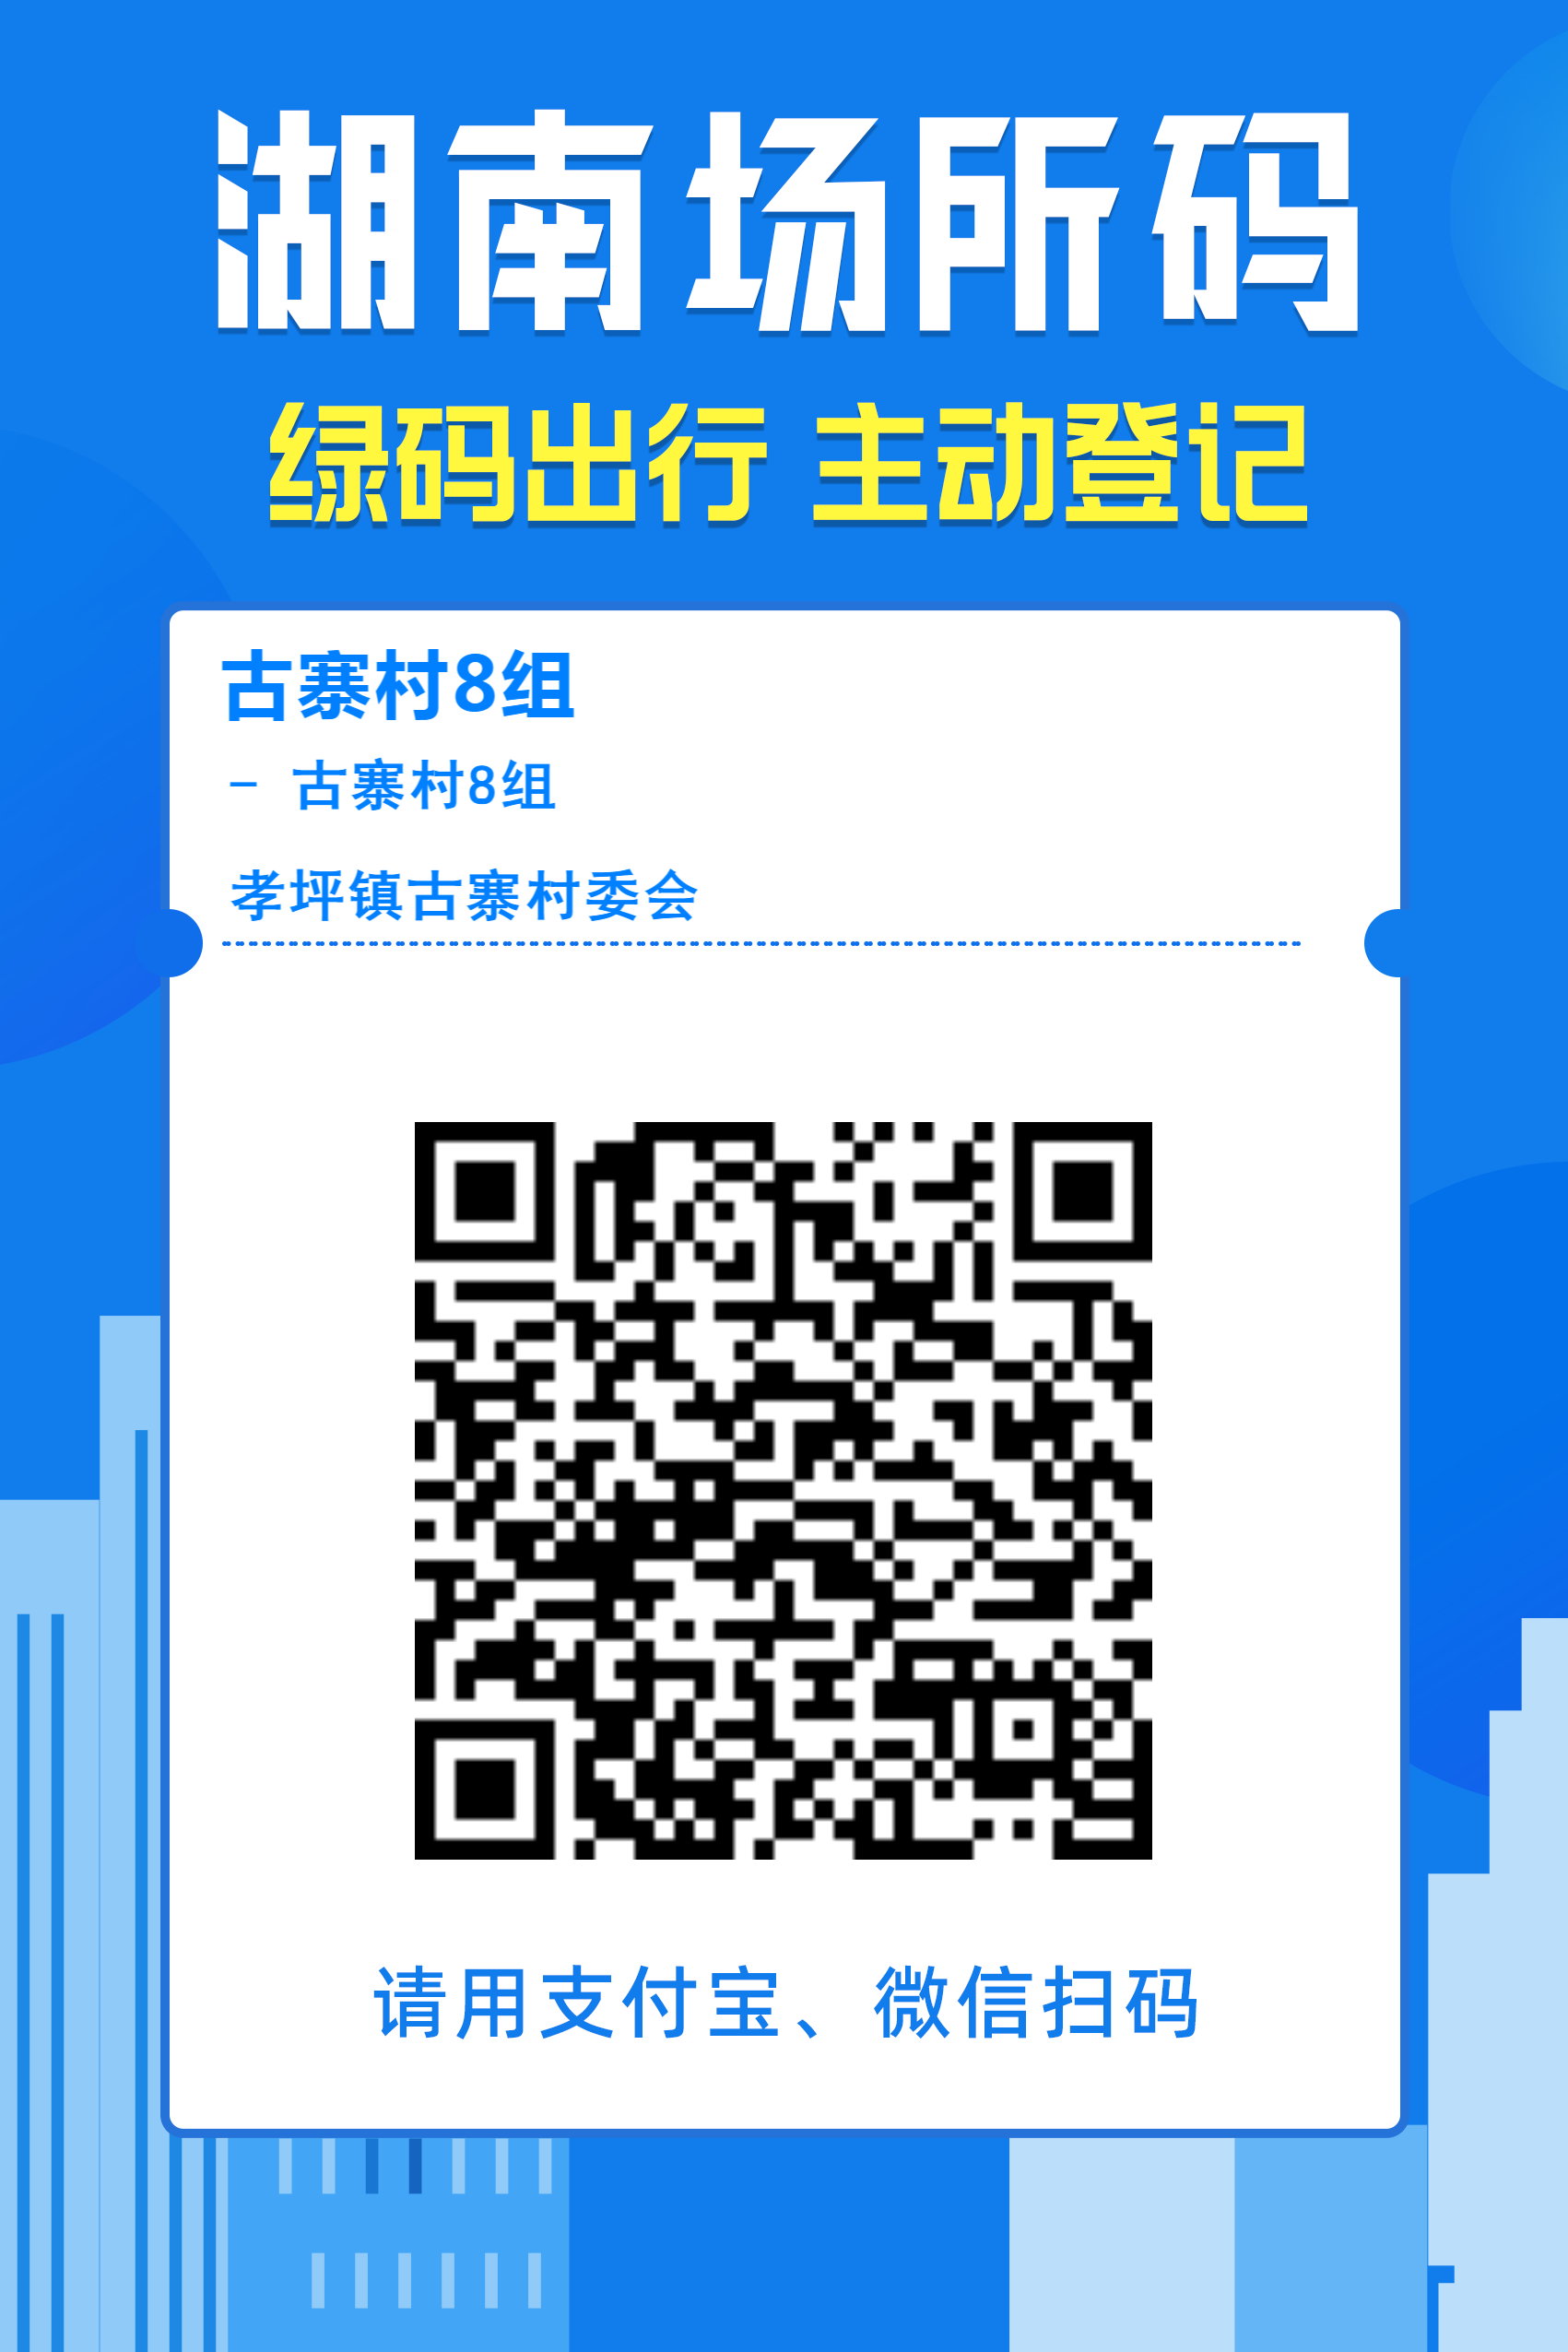 湖南场所码
绿码出行 主动登记
古寨村8组
- 古寨村8组
孝坪镇古寨村委会
请用支付宝、微信扫码